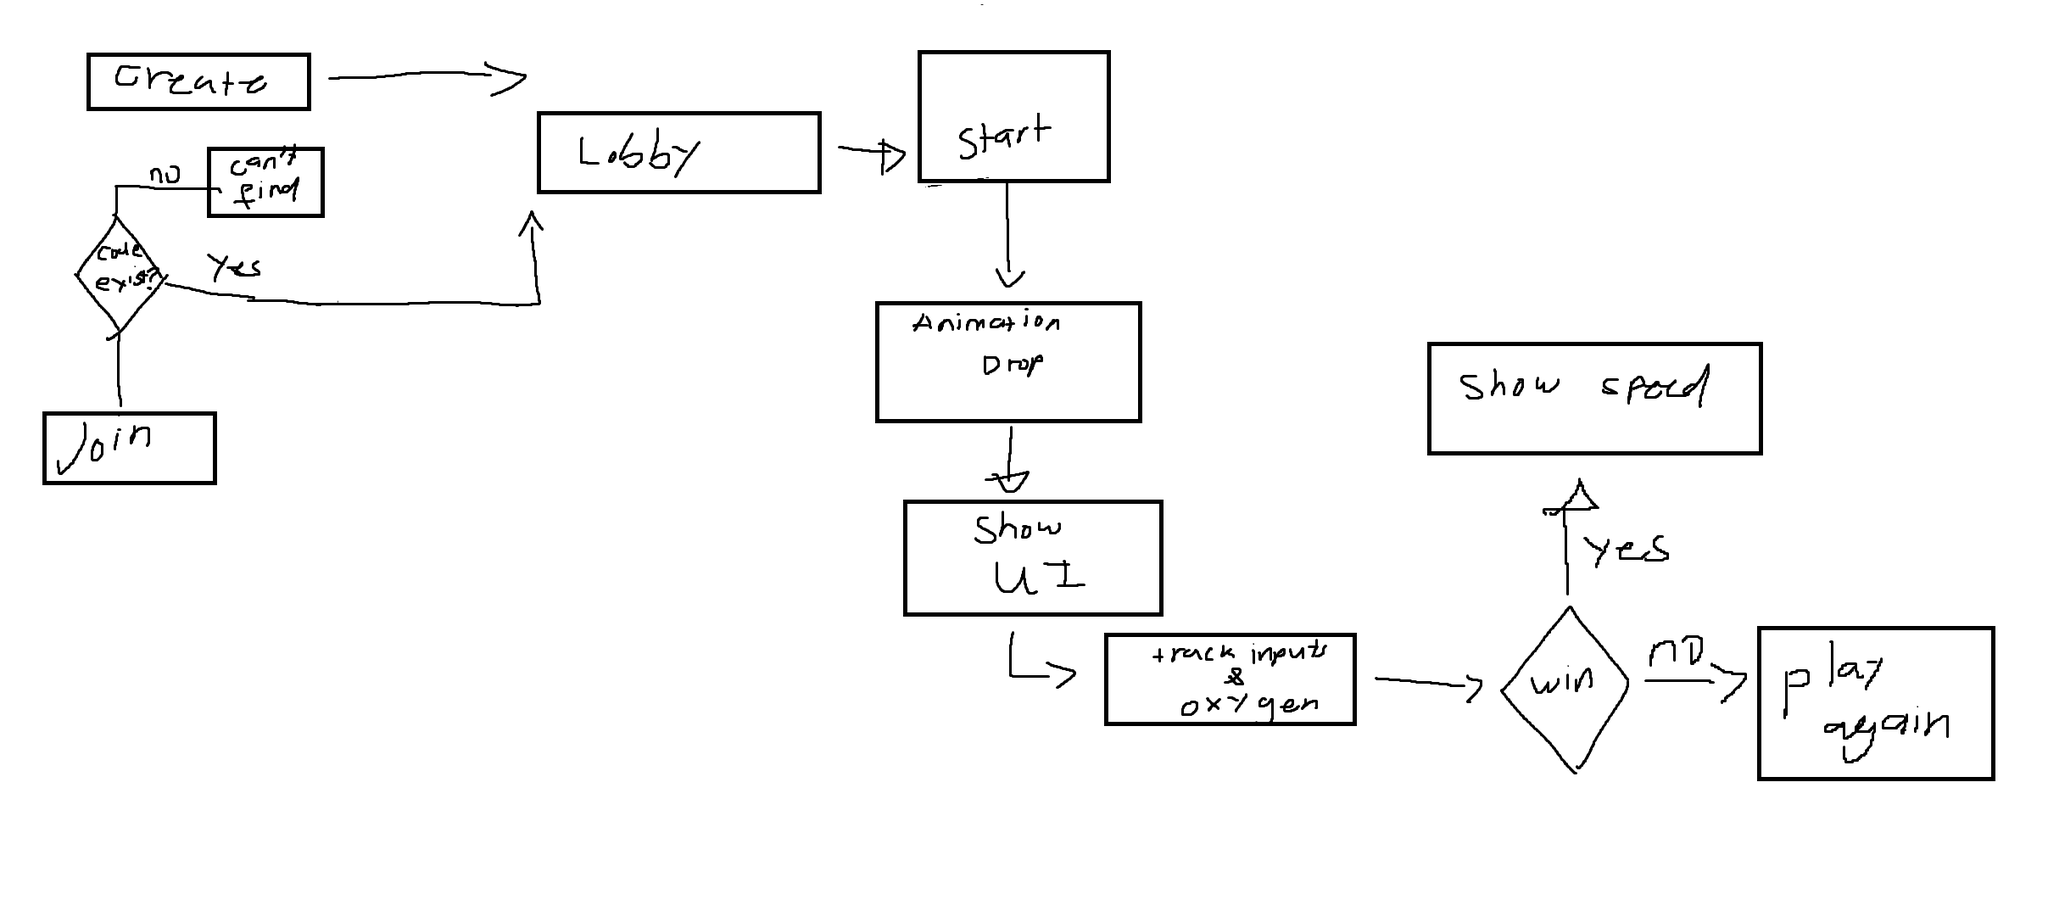 Create
Lobby
Start
no
can't
find
code
exist?
Yes
Join
Animation
Drop
Show
UI
track inputs
&
oxygen
win
yes
Show speed
no
play
again